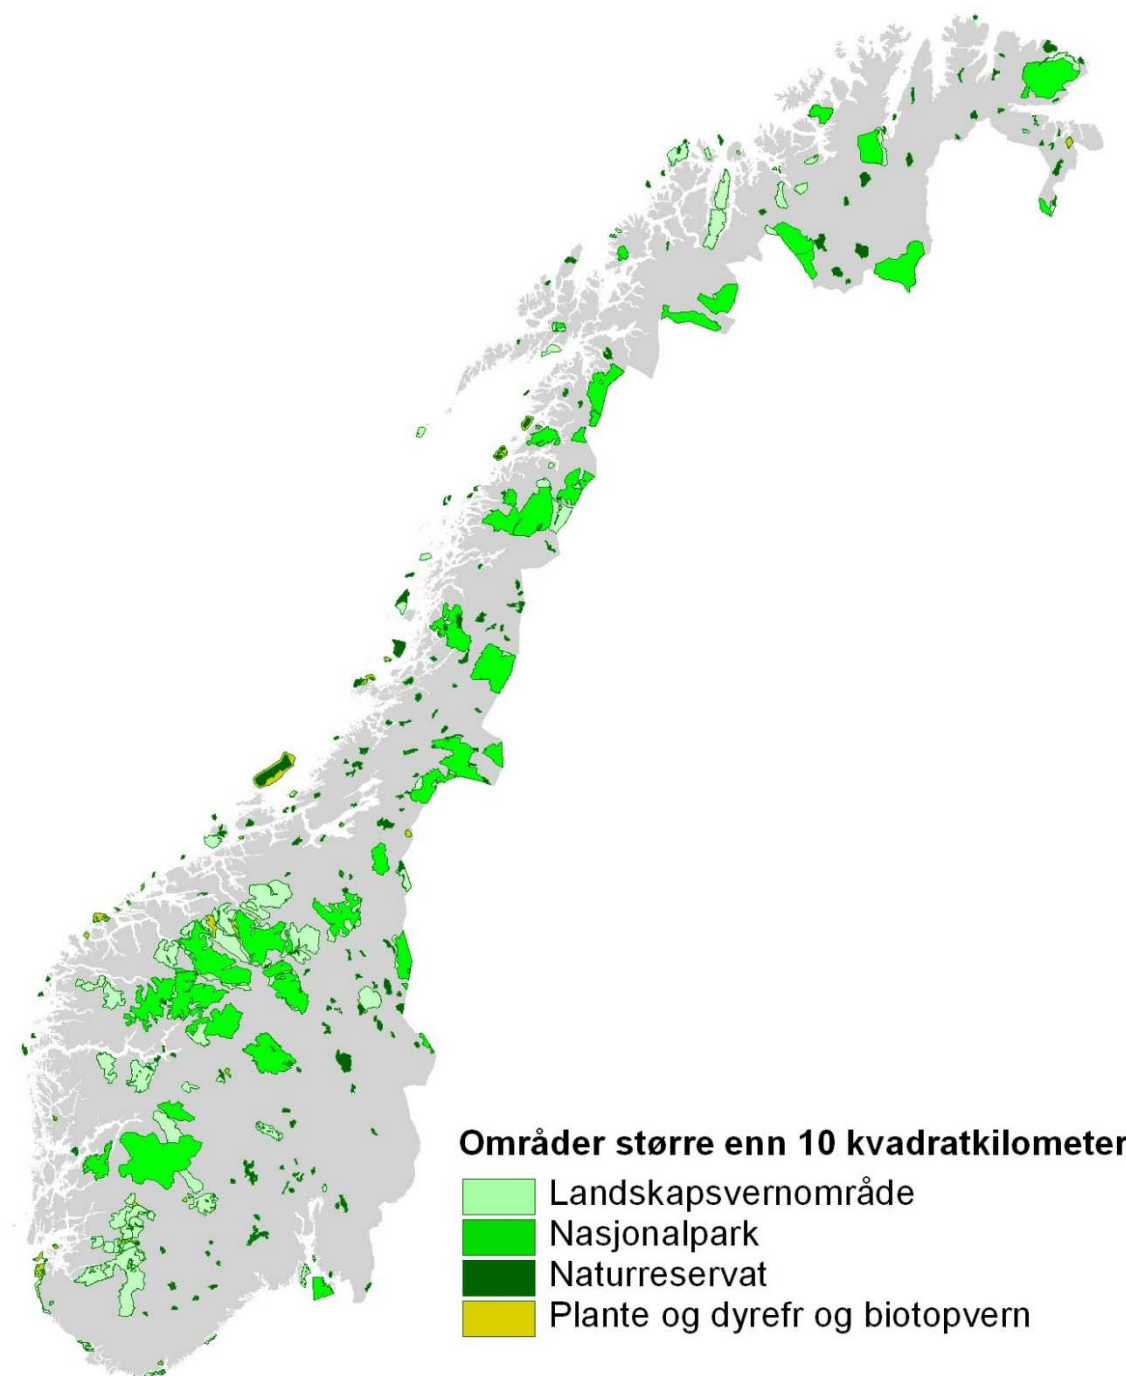 Områder større enn 10 kvadratkilometer
Landskapsvernområde
Nasjonalpark
Naturreservat
Plante og dyrefr og biotopvern